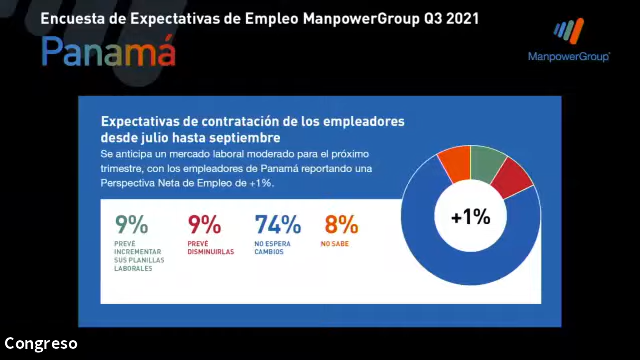 Encuesta de Expectativas de Empleo ManpowerGroup Q3 2021
Panamá
ManpowerGroup
Expectativas de contratación de los empleadores
desde julio hasta septiembre
Se anticipa un mercado laboral moderado para el próximo
trimestre, con los empleadores de Panamá reportando una
Perspectiva Neta de Empleo de +1%.
9%
PREVÉ
INCREMENTAR
SUS PLANILLAS
LABORALES
9%
PREVÉ
DISMINUIRLAS
74%
NO ESPERA
CAMBIOS
8%
NO SABE
+1%
Congreso